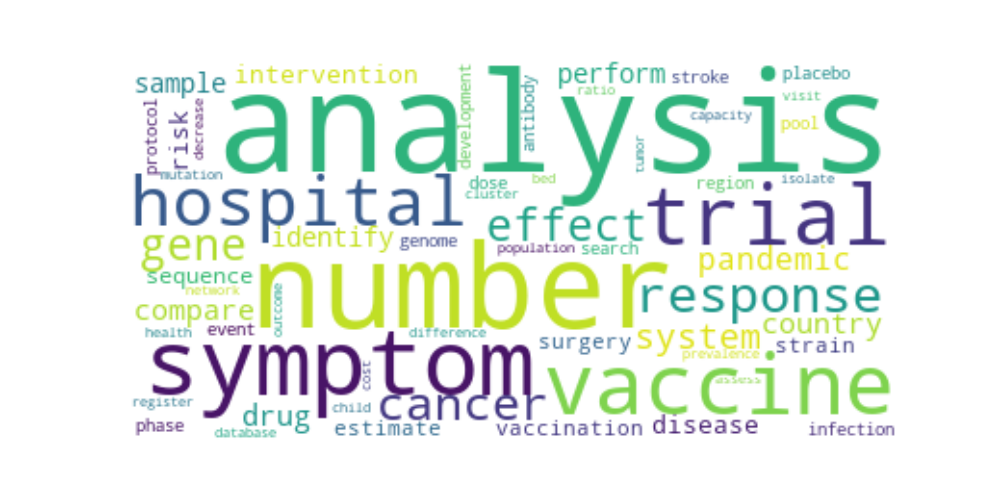 sample
intervention
development
perform
stroke
placebo
ratio
visit
protocol
risk
decrease
analysis
antibody
capacity
pool
tumor
mutation
hospital
dose
bed
cluster
region
isolate
trial
effect
gene
identify
genome
population
search
pandemic
sequence
network
number
response
compare
outcome
country
health
event
difference
surgery
system
strain
prevalence
symptom
cost
vaccine
assess
register
child
cancer
phase
drug
database
estimate
vaccination
disease
infection